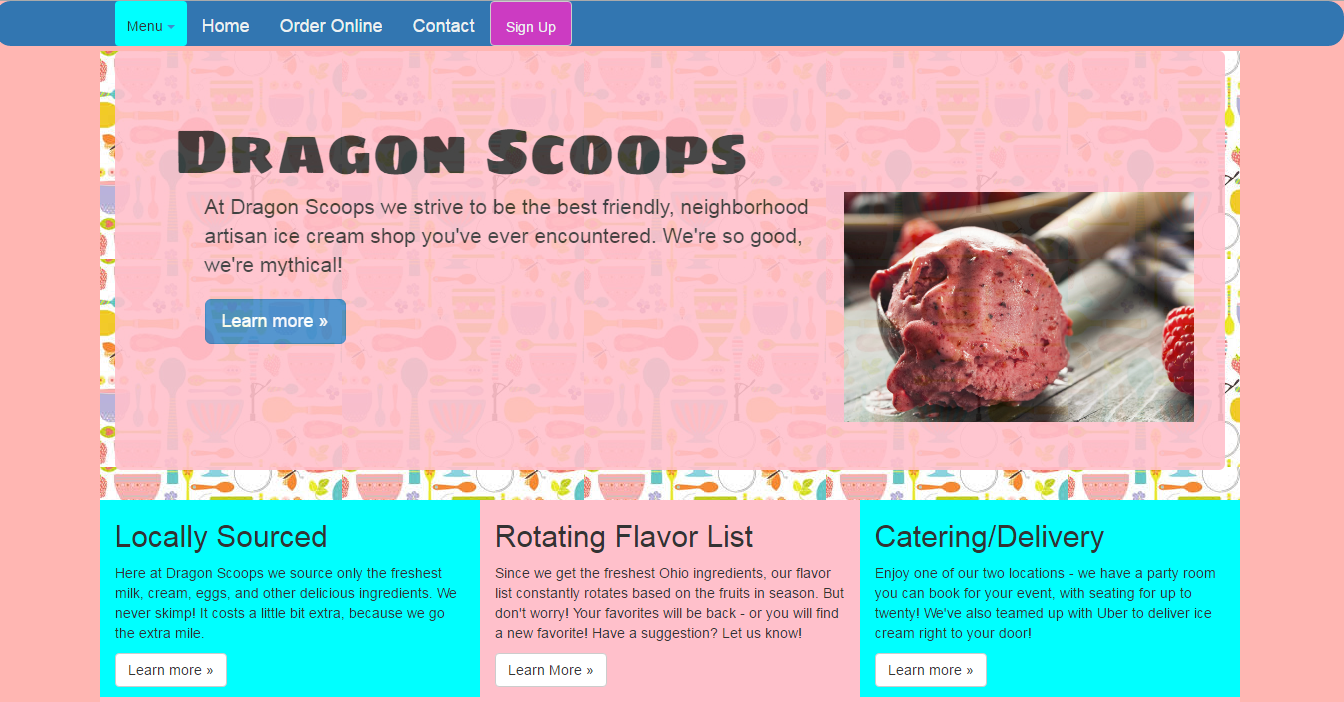 Menu Home Order Online Contact Sign Up
Dragon Scoops
At Dragon Scoops we strive to be the best friendly, neighborhood
artisan ice cream shop you've ever encountered. We're so good,
we're mythical!
Learn more »
Locally Sourced
Here at Dragon Scoops we source only the freshest
milk, cream, eggs, and other delicious ingredients. We
never skimp! It costs a little bit extra, because we go
the extra mile.
Learn more »
Rotating Flavor List
Since we get the freshest Ohio ingredients, our flavor
list constantly rotates based on the fruits in season. But
don't worry! Your favorites will be back - or you will find
a new favorite! Have a suggestion? Let us know!
Learn More »
Catering/Delivery
Enjoy one of our two locations - we have a party room
you can book for your event, with seating for up to
twenty! We've also teamed up with Uber to deliver ice
cream right to your door!
Learn more »